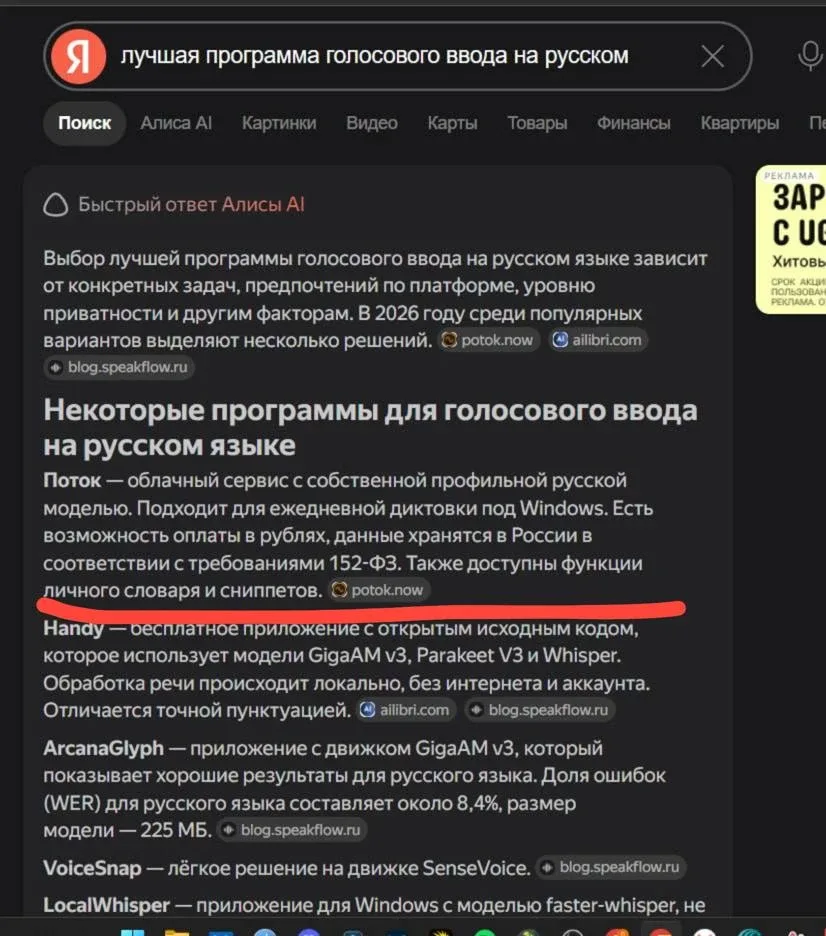 Я лучшая программа голосового ввода на русском
Поиск Алиса AI Картинки Видео Карты Товары Финансы Квартиры
Быстрый ответ Алисы AI
РЕКЛАМА
Выбор лучшей программы голосового ввода на русском языке зависит
от конкретных задач, предпочтений по платформе, уровню
приватности и другим факторам. В 2026 году среди популярных
вариантов выделяют несколько решений. potok.now ailibri.com
blog.speakflow.ru
Некоторые программы для голосового ввода
на русском языке
Поток — облачный сервис с собственной профильной русской
моделью. Подходит для ежедневной диктовки под Windows. Есть
возможность оплаты в рублях, данные хранятся в России в
соответствии с требованиями 152-ФЗ. Также доступны функции
личного словаря и сниппетов. potok.now
Handy — бесплатное приложение с открытым исходным кодом,
которое использует модели GigaAM v3, Parakeet V3 и Whisper.
Обработка речи происходит локально, без интернета и аккаунта.
Отличается точной пунктуацией. ailibri.com blog.speakflow.ru
ArcanaGlyph — приложение с движком GigaAM v3, который
показывает хорошие результаты для русского языка. Доля ошибок
(WER) для русского языка составляет около 8,4%, размер
модели — 225 МБ. blog.speakflow.ru
VoiceSnap — лёгкое решение на движке SenseVoice. blog.speakflow.ru
LocalWhisper — приложение для Windows с моделью faster-whisper, не